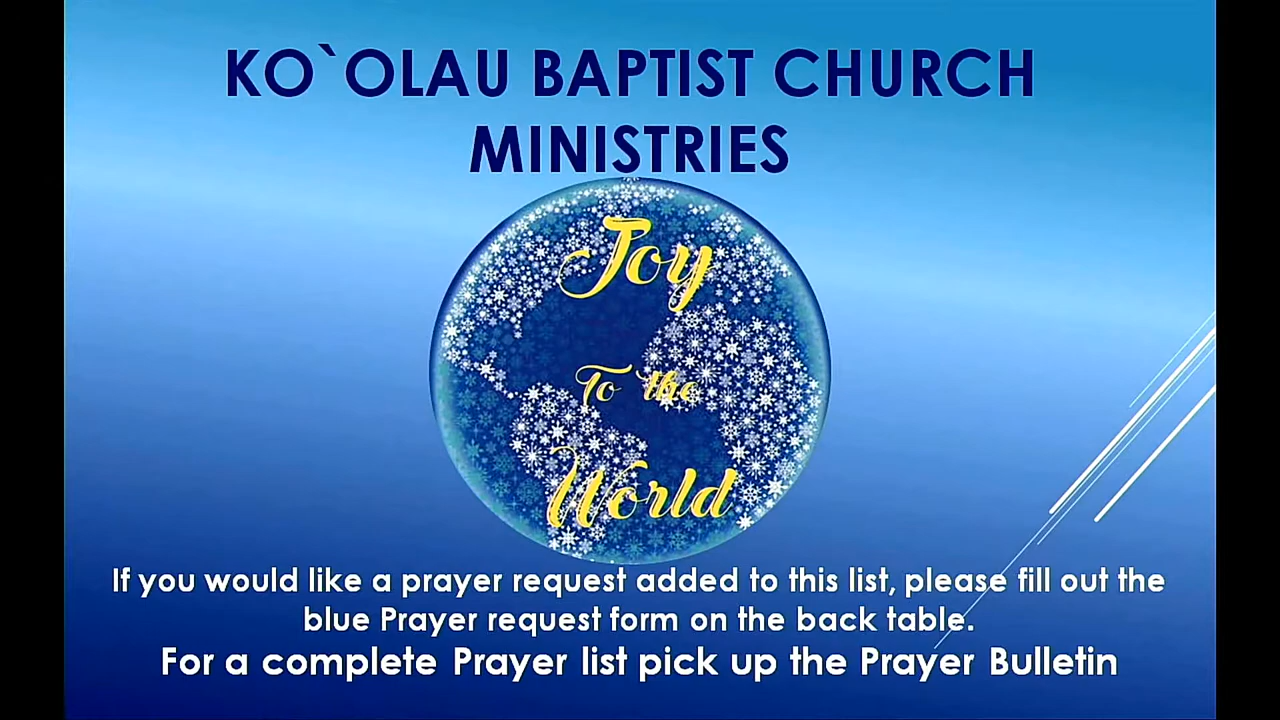 KO`OLAU BAPTIST CHURCH
MINISTRIES
Joy
To the
World
If you would like a prayer request added to this list, please fill out the
blue Prayer request form on the back table.
For a complete Prayer list pick up the Prayer Bulletin